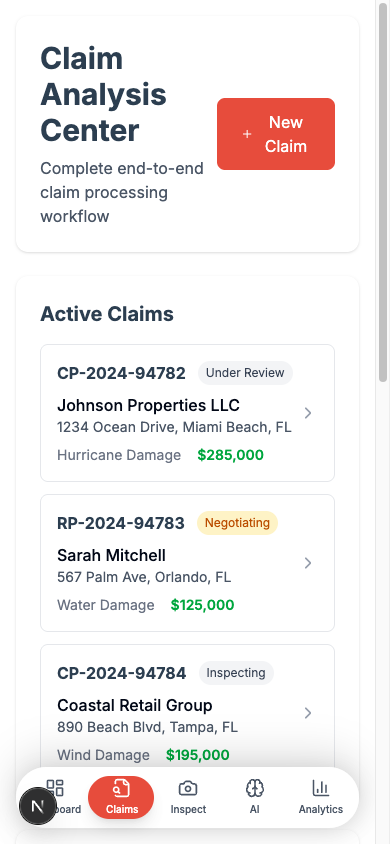 Claim
Analysis
Center
Complete end-to-end
claim processing
workflow
+ New
Claim
Active Claims
CP-2024-94782 Under Review
Johnson Properties LLC
1234 Ocean Drive, Miami Beach, FL
Hurricane Damage $285,000
RP-2024-94783 Negotiating
Sarah Mitchell
567 Palm Ave, Orlando, FL
Water Damage $125,000
CP-2024-94784 Inspecting
Coastal Retail Group
890 Beach Blvd, Tampa, FL
Wind Damage $195,000
N board Claims Inspect AI Analytics